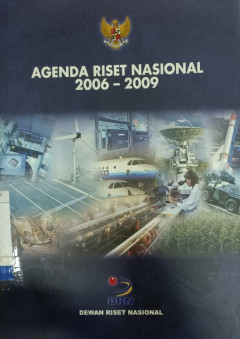 AGENDA RISET NASIONAL
2006 - 2009
DRN
DEWAN RISET NASIONAL